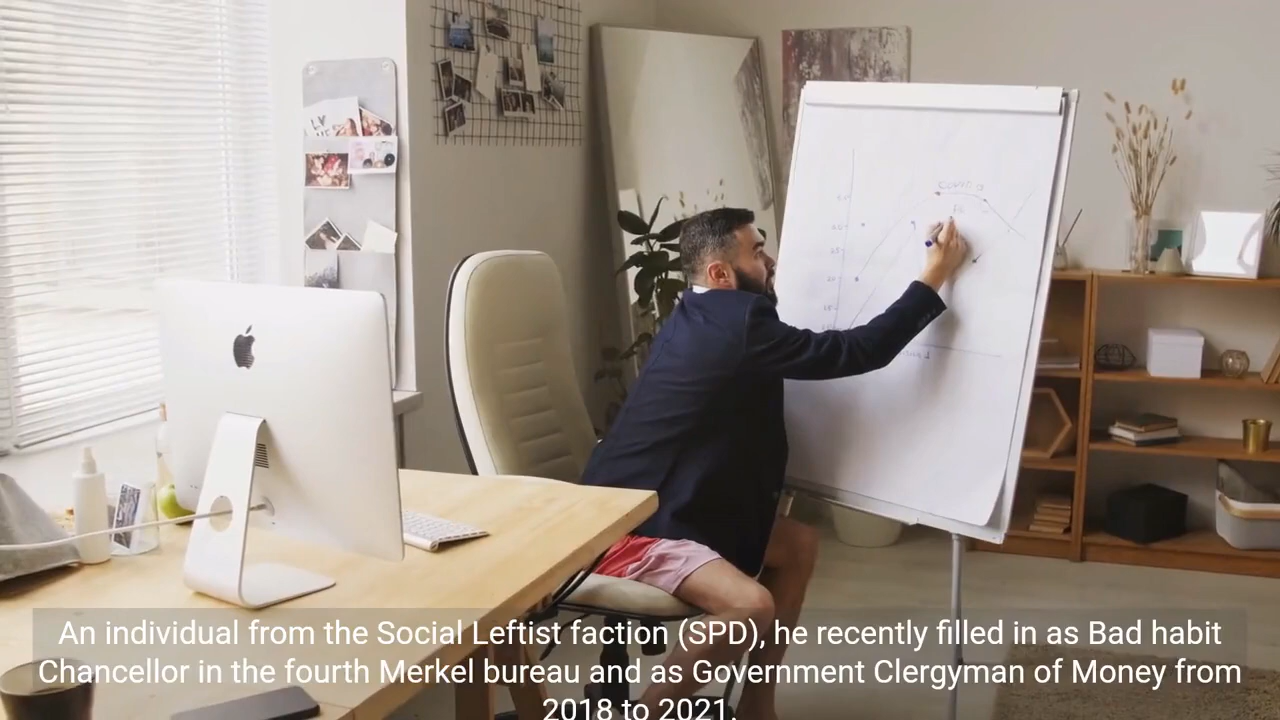 COVID
An individual from the Social Leftist faction (SPD), he recently filled in as Bad habit
Chancellor in the fourth Merkel bureau and as Government Clergyman of Money from
2018 to 2021.